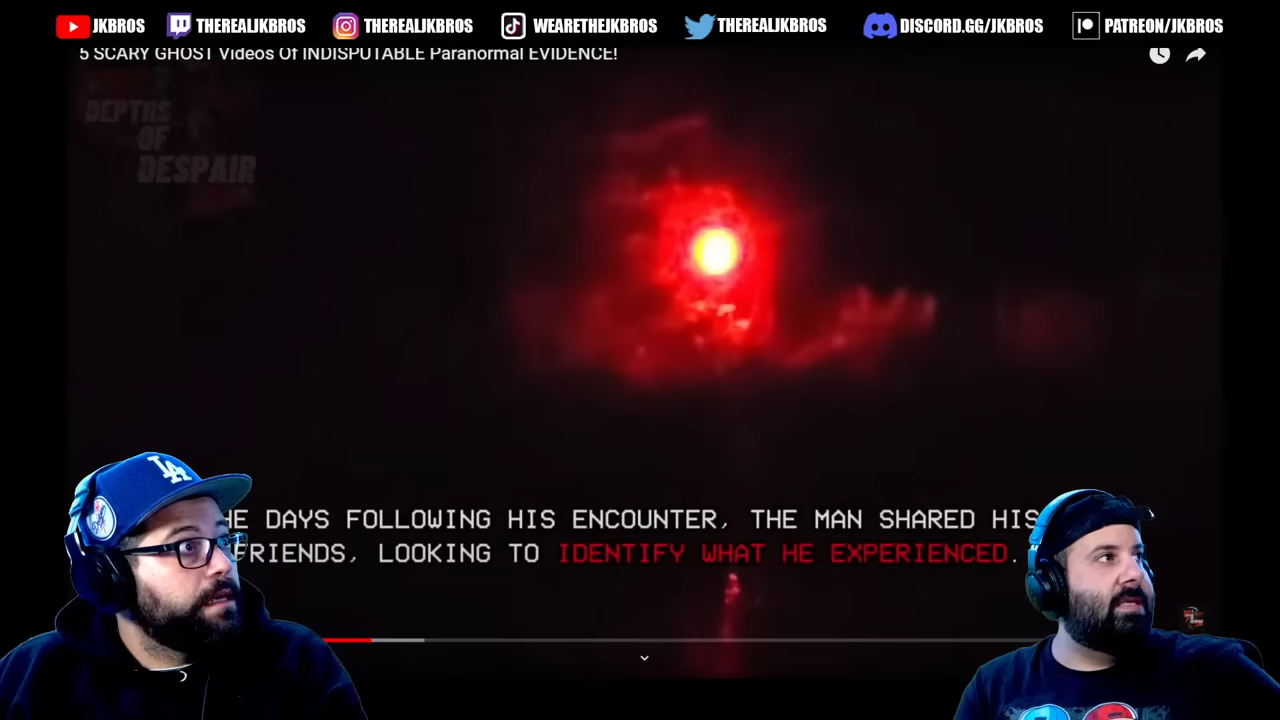 JKBROS THEREALJKBROS THEREALJKBROS WEARETHEJKBROS THEREALJKBROS DISCORD.GG/JKBROS PATREON/JKBROS
5 SCARY GHOST Videos Of INDISPUTABLE Paranormal EVIDENCE!
DEPTHS
OF
DESPAIR
LA
HE DAYS FOLLOWING HIS ENCOUNTER, THE MAN SHARED HIS
FRIENDS, LOOKING TO IDENTIFY WHAT HE EXPERIENCED.